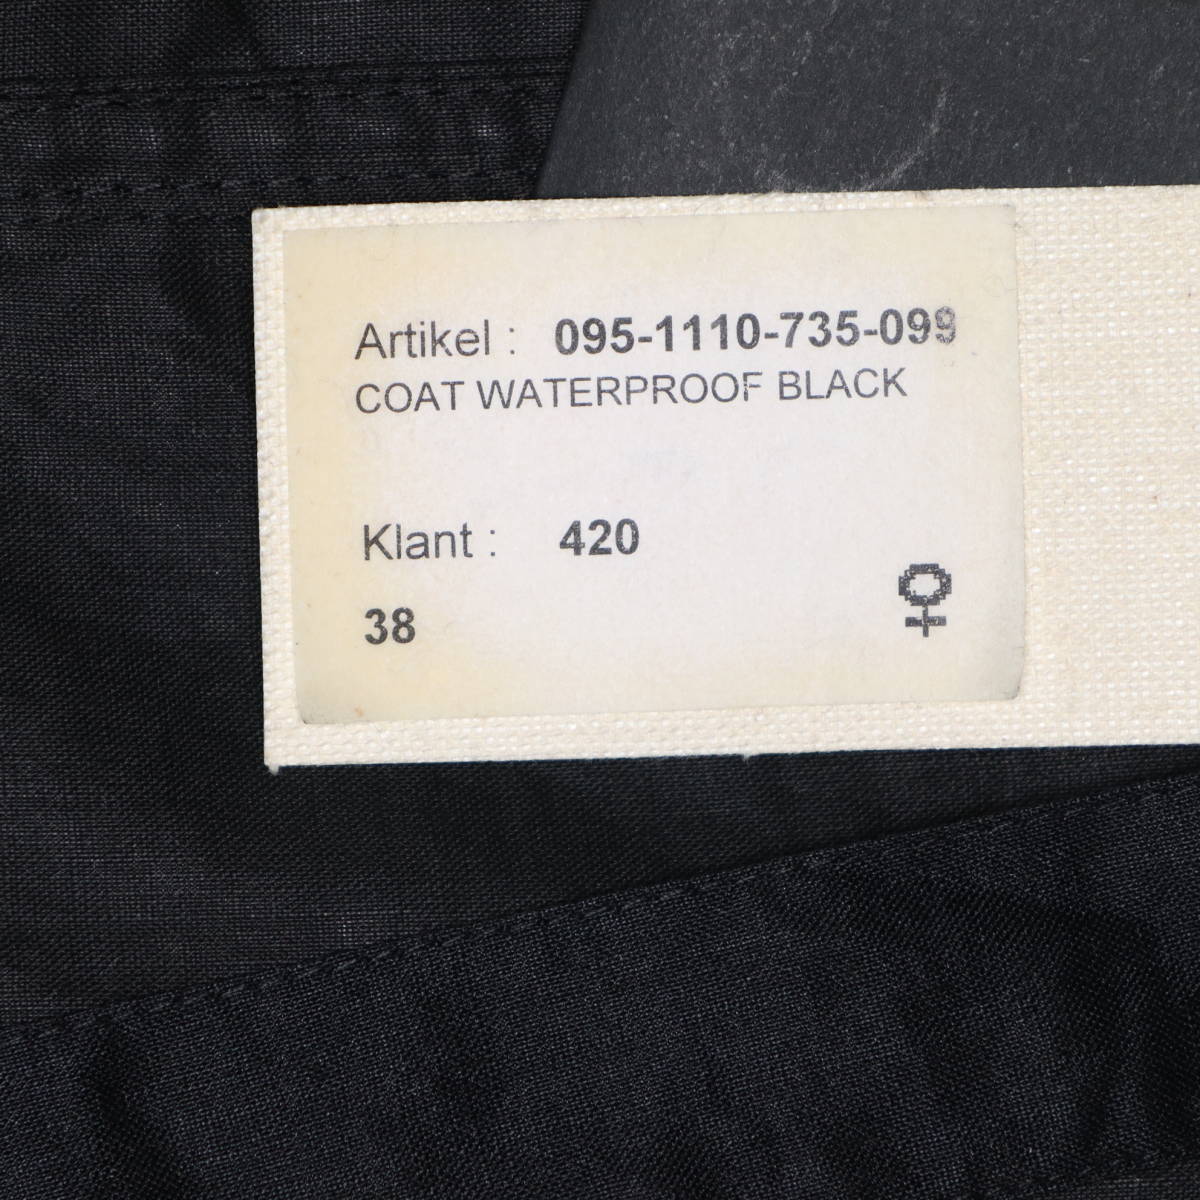 Artikel : 095-1110-735-099
COAT WATERPROOF BLACK
Klant : 420
38